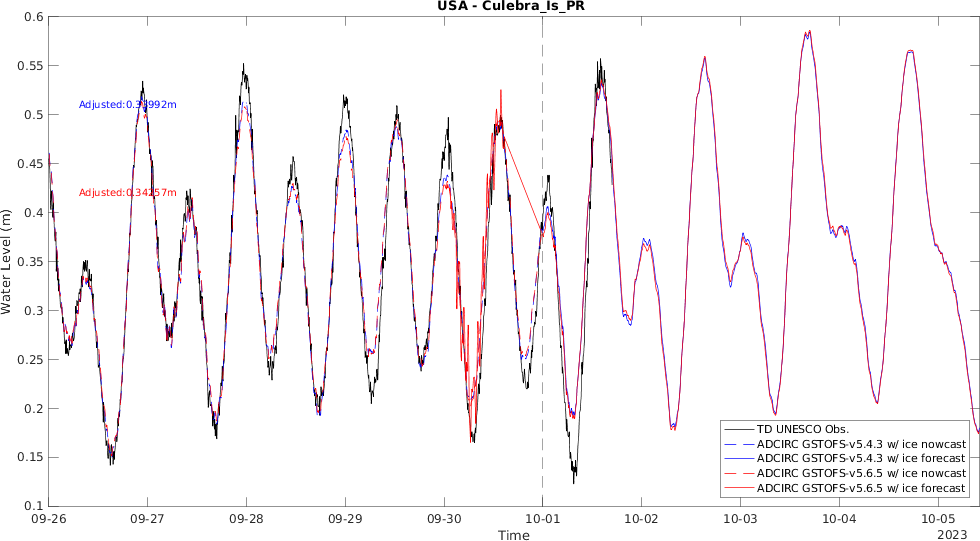 USA - Culebra_Is_PR
0.6
0.55
0.5
0.45
0.4
0.35
0.3
0.25
0.2
0.15
0.1
Water Level (m)
Adjusted:0.34257m
09-26
09-27
09-28
09-29
09-30
10-01
10-02
10-03
10-04
10-05
Time
2023
TD UNESCO Obs.
ADCIRC GSTOFS-v5.4.3 w/ ice nowcast
ADCIRC GSTOFS-v5.4.3 w/ ice forecast
ADCIRC GSTOFS-v5.6.5 w/ ice nowcast
ADCIRC GSTOFS-v5.6.5 w/ ice forecast